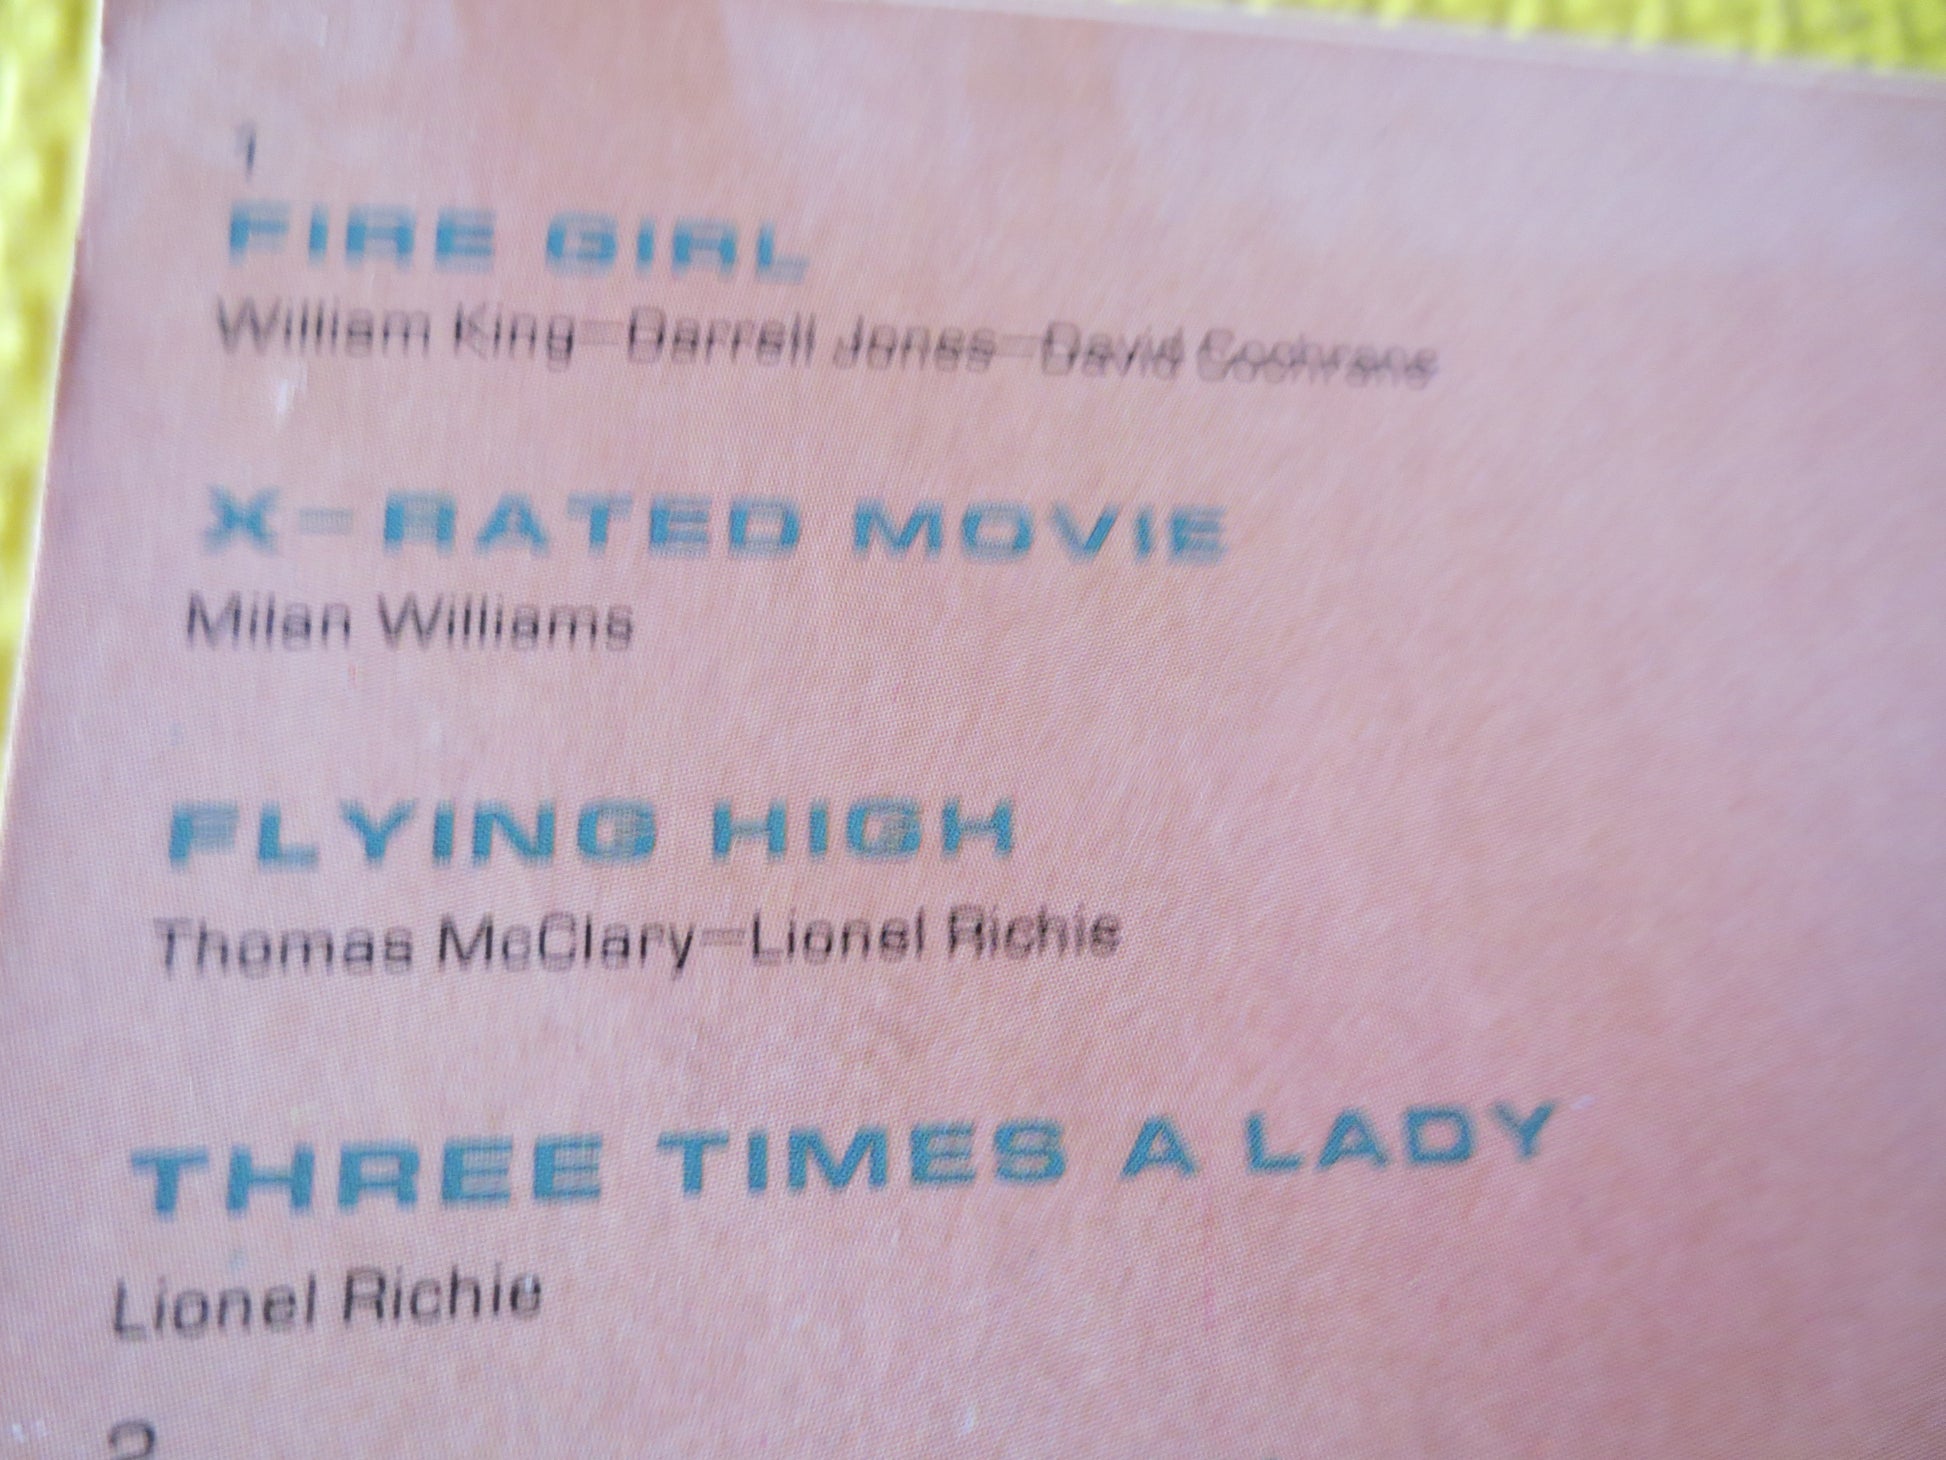 1
FIRE GIRL
William King—Darrell Jones—David Cochrane
X-RATED MOVIE
Milan Williams
FLYING HIGH
Thomas McClary—Lionel Richie
THREE TIMES A LADY
Lionel Richie
2